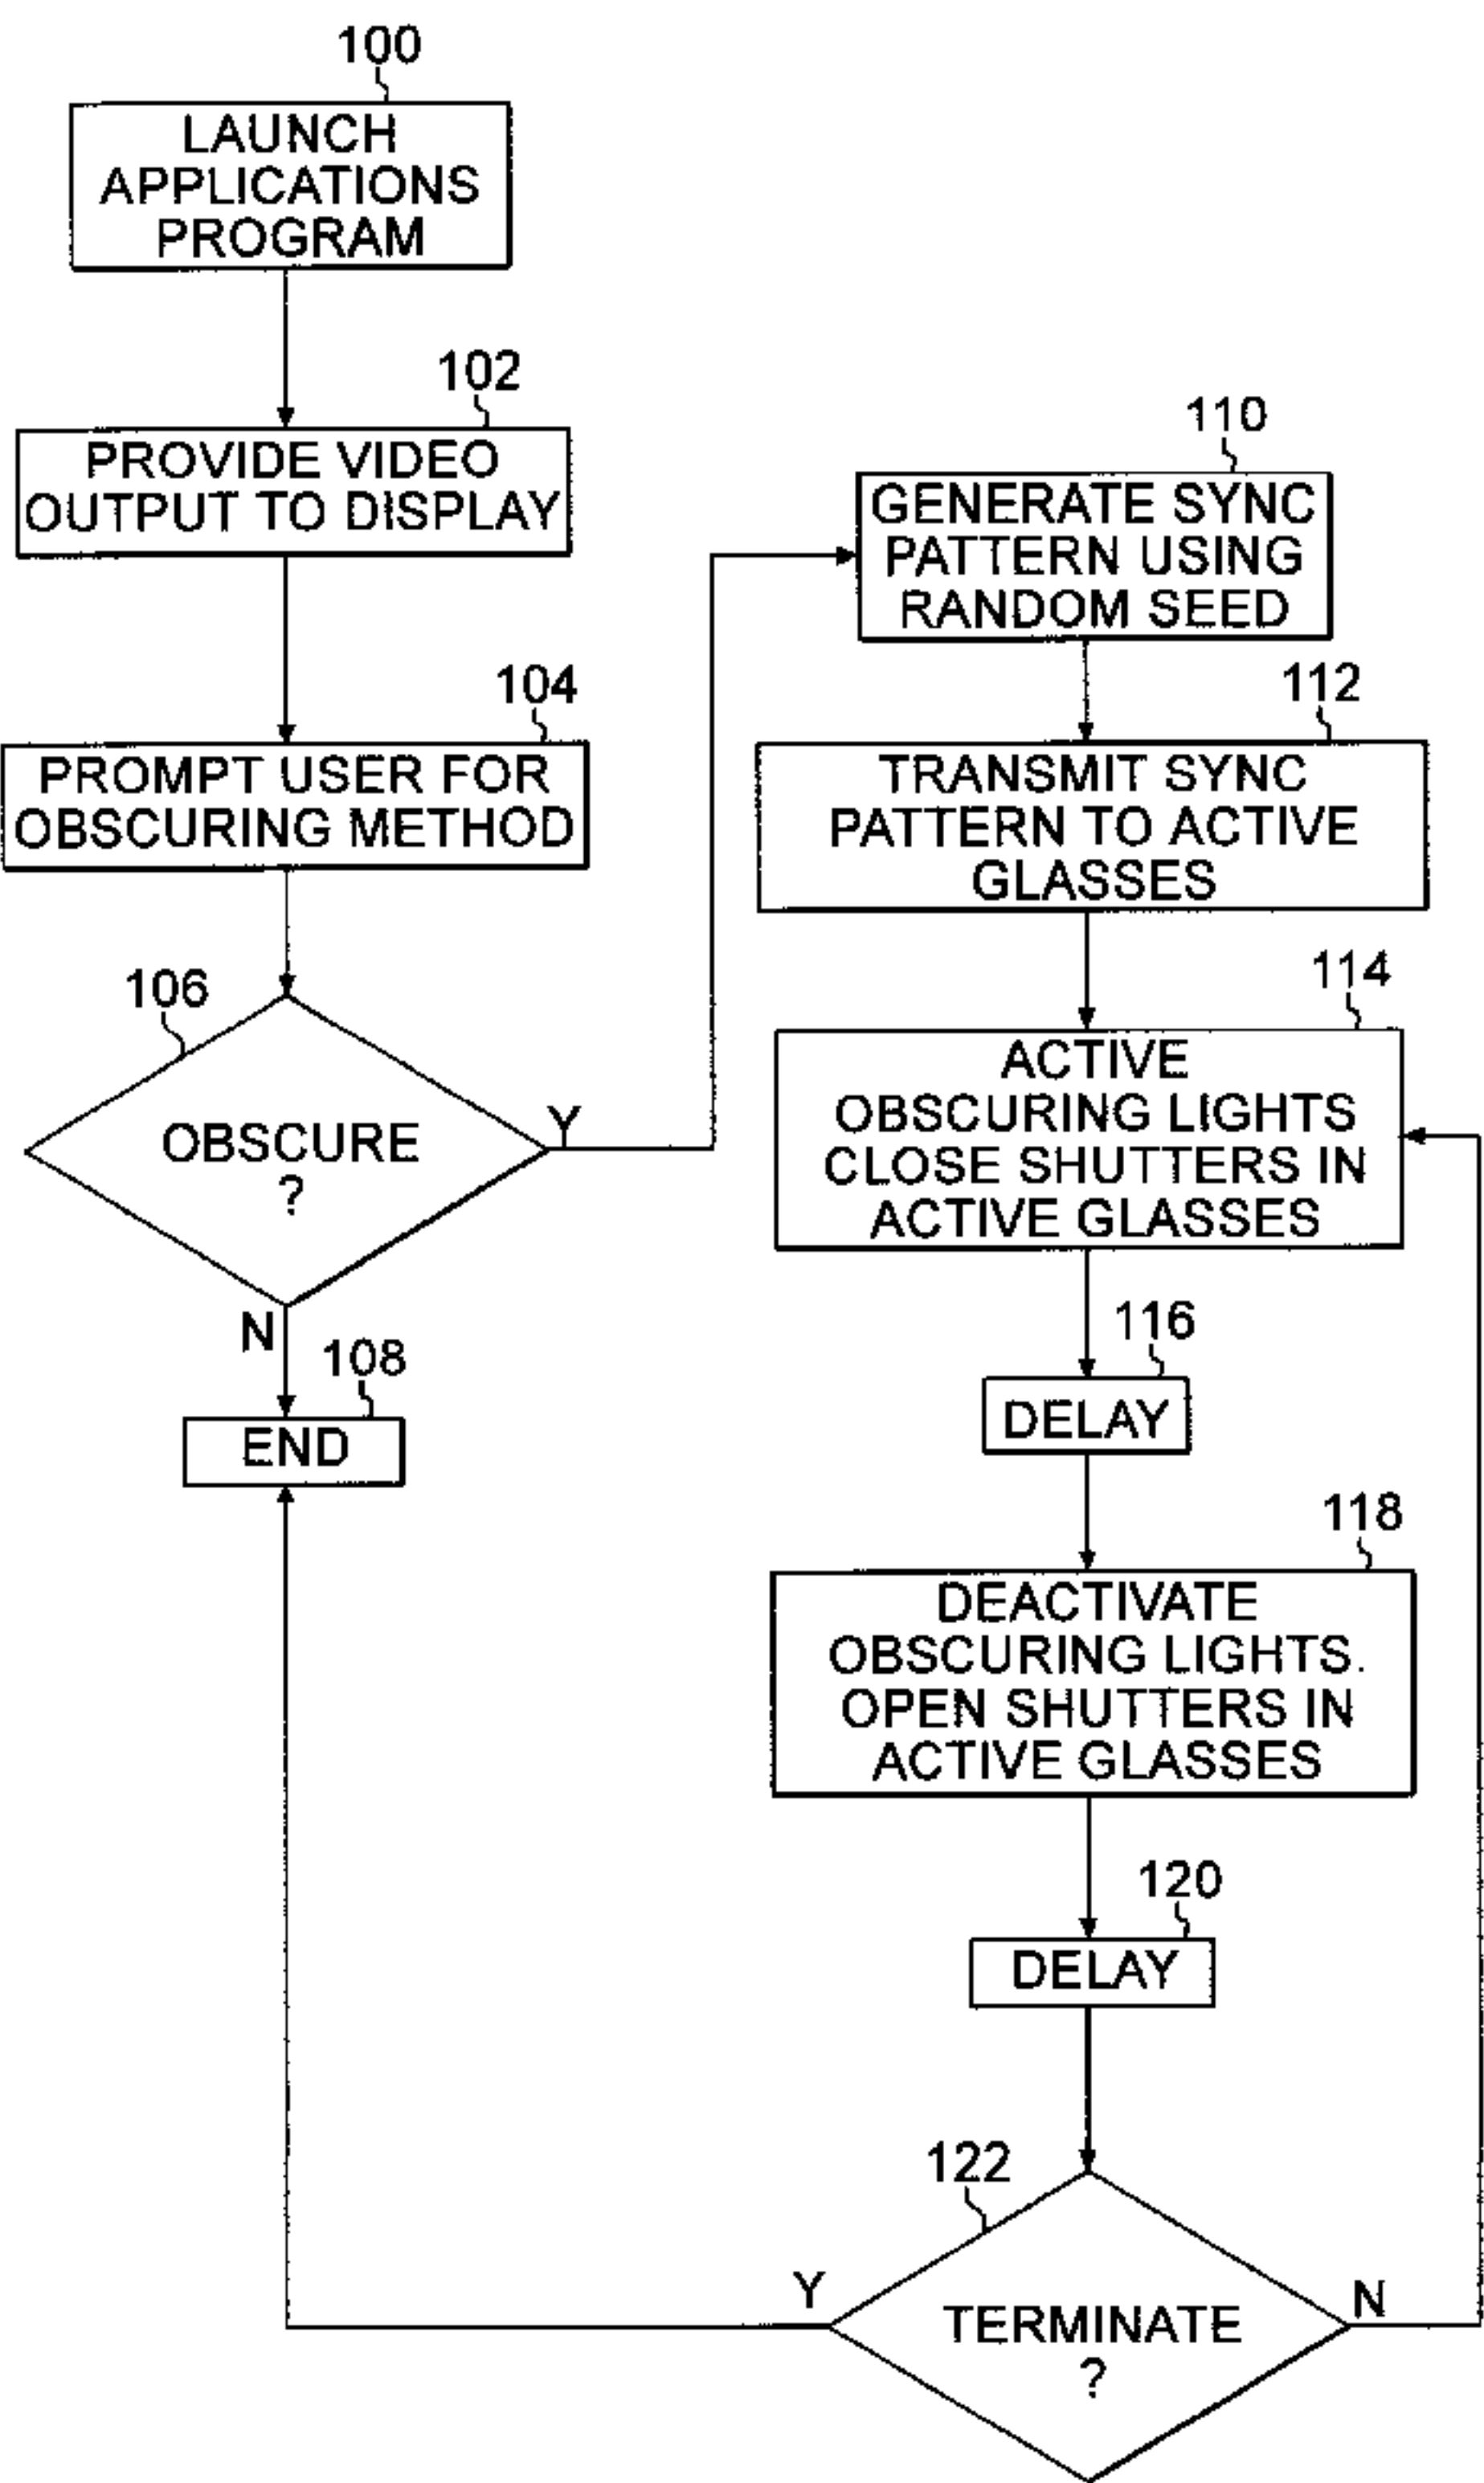 100
LAUNCH
APPLICATIONS
PROGRAM
102
PROVIDE VIDEO
OUTPUT TO DISPLAY
104
PROMPT USER FOR
OBSCURING METHOD
106
OBSCURE
?
Y
N
108
END
110
GENERATE SYNC
PATTERN USING
RANDOM SEED
112
TRANSMIT SYNC
PATTERN TO ACTIVE
GLASSES
114
ACTIVE
OBSCURING LIGHTS
CLOSE SHUTTERS IN
ACTIVE GLASSES
116
DELAY
118
DEACTIVATE
OBSCURING LIGHTS.
OPEN SHUTTERS IN
ACTIVE GLASSES
120
DELAY
122
TERMINATE
?
Y
N